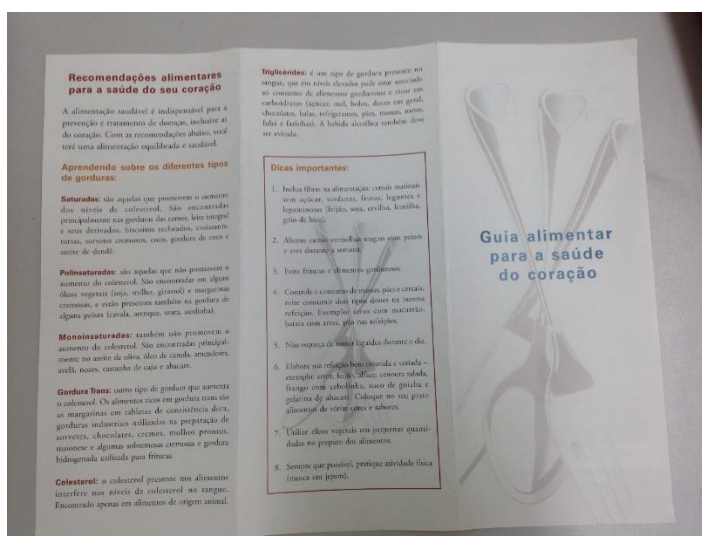 Recomendações alimentares
para a saúde do seu coração
A alimentação saudável é indispensável para a
prevenção e tratamento de doenças, inclusive as
do coração. Com as recomendações abaixo, você
terá uma alimentação equilibrada e saudável.
Aprendendo sobre os diferentes tipos
de gorduras:
Saturadas: são aquelas que promovem o aumento
dos níveis de colesterol. São encontradas
principalmente nas gorduras das carnes, leite integral
e seus derivados, biscoitos recheados, croissants,
tortas, sorvetes cremosos, coco, gordura de coco e
azeite de dendê.
Polinsaturadas: são aquelas que não promovem o
aumento do colesterol. São encontradas em alguns
óleos vegetais (soja, milho, girassol) e margarinas
cremosas, e estão presentes também na gordura de
alguns peixes (cavala, arenque, truta, sardinha).
Monoinsaturadas: também não promovem o
aumento do colesterol. São encontradas principal-
mente no azeite de oliva, óleo de canola, amendoim,
avelã, nozes, castanha de caju e abacate.
Gordura Trans: outro tipo de gordura que aumenta
o colesterol. Os alimentos ricos em gordura trans são
as margarinas em tabletes de consistência dura,
gorduras industriais utilizadas na preparação de
sorvetes, chocolates, cremes, molhos prontos,
maionese e algumas sobremesas cremosas e gordura
hidrogenada utilizada para frituras.
Colesterol: o colesterol presente nos alimentos
interfere nos níveis de colesterol no sangue.
Encontrado apenas em alimentos de origem animal.
Triglicérides: é um tipo de gordura presente no
sangue, que em níveis elevados pode estar associado
ao consumo de alimentos gordurosos e ricos em
carboidratos (açúcar, mel, bolos, doces em geral,
chocolates, balas, refrigerantes, pães, massas, tortas,
fubá e farinhas). A bebida alcoólica também deve
ser evitada.
Dicas importantes:
1. Inclua fibras na alimentação: cereais matinais
sem açúcar, verduras, frutas, legumes e
leguminosas (feijão, soja, ervilha, lentilha,
grão de bico).
2. Alterne carnes vermelhas magras com peixes
e aves durante a semana.
3. Evite frituras e alimentos gordurosos.
4. Controle o consumo de massas, pães e cereais,
evite consumir dois tipos destes na mesma
refeição. Exemplo: arroz com macarrão,
batata com arroz, pão nas refeições.
5. Não esqueça de tomar líquidos durante o dia.
6. Elabore sua refeição bem colorida e variada –
exemplo: arroz, feijão, alface, cenoura ralada,
frango com cebolinha, suco de goiaba e
gelatina de abacaxi. Coloque no seu prato
alimentos de várias cores e sabores.
7. Utilize óleos vegetais em pequenas quanti-
dades no preparo dos alimentos.
8. Sempre que possível, pratique atividade física
(nunca em jejum).
Guia alimentar
para a saúde
do coração